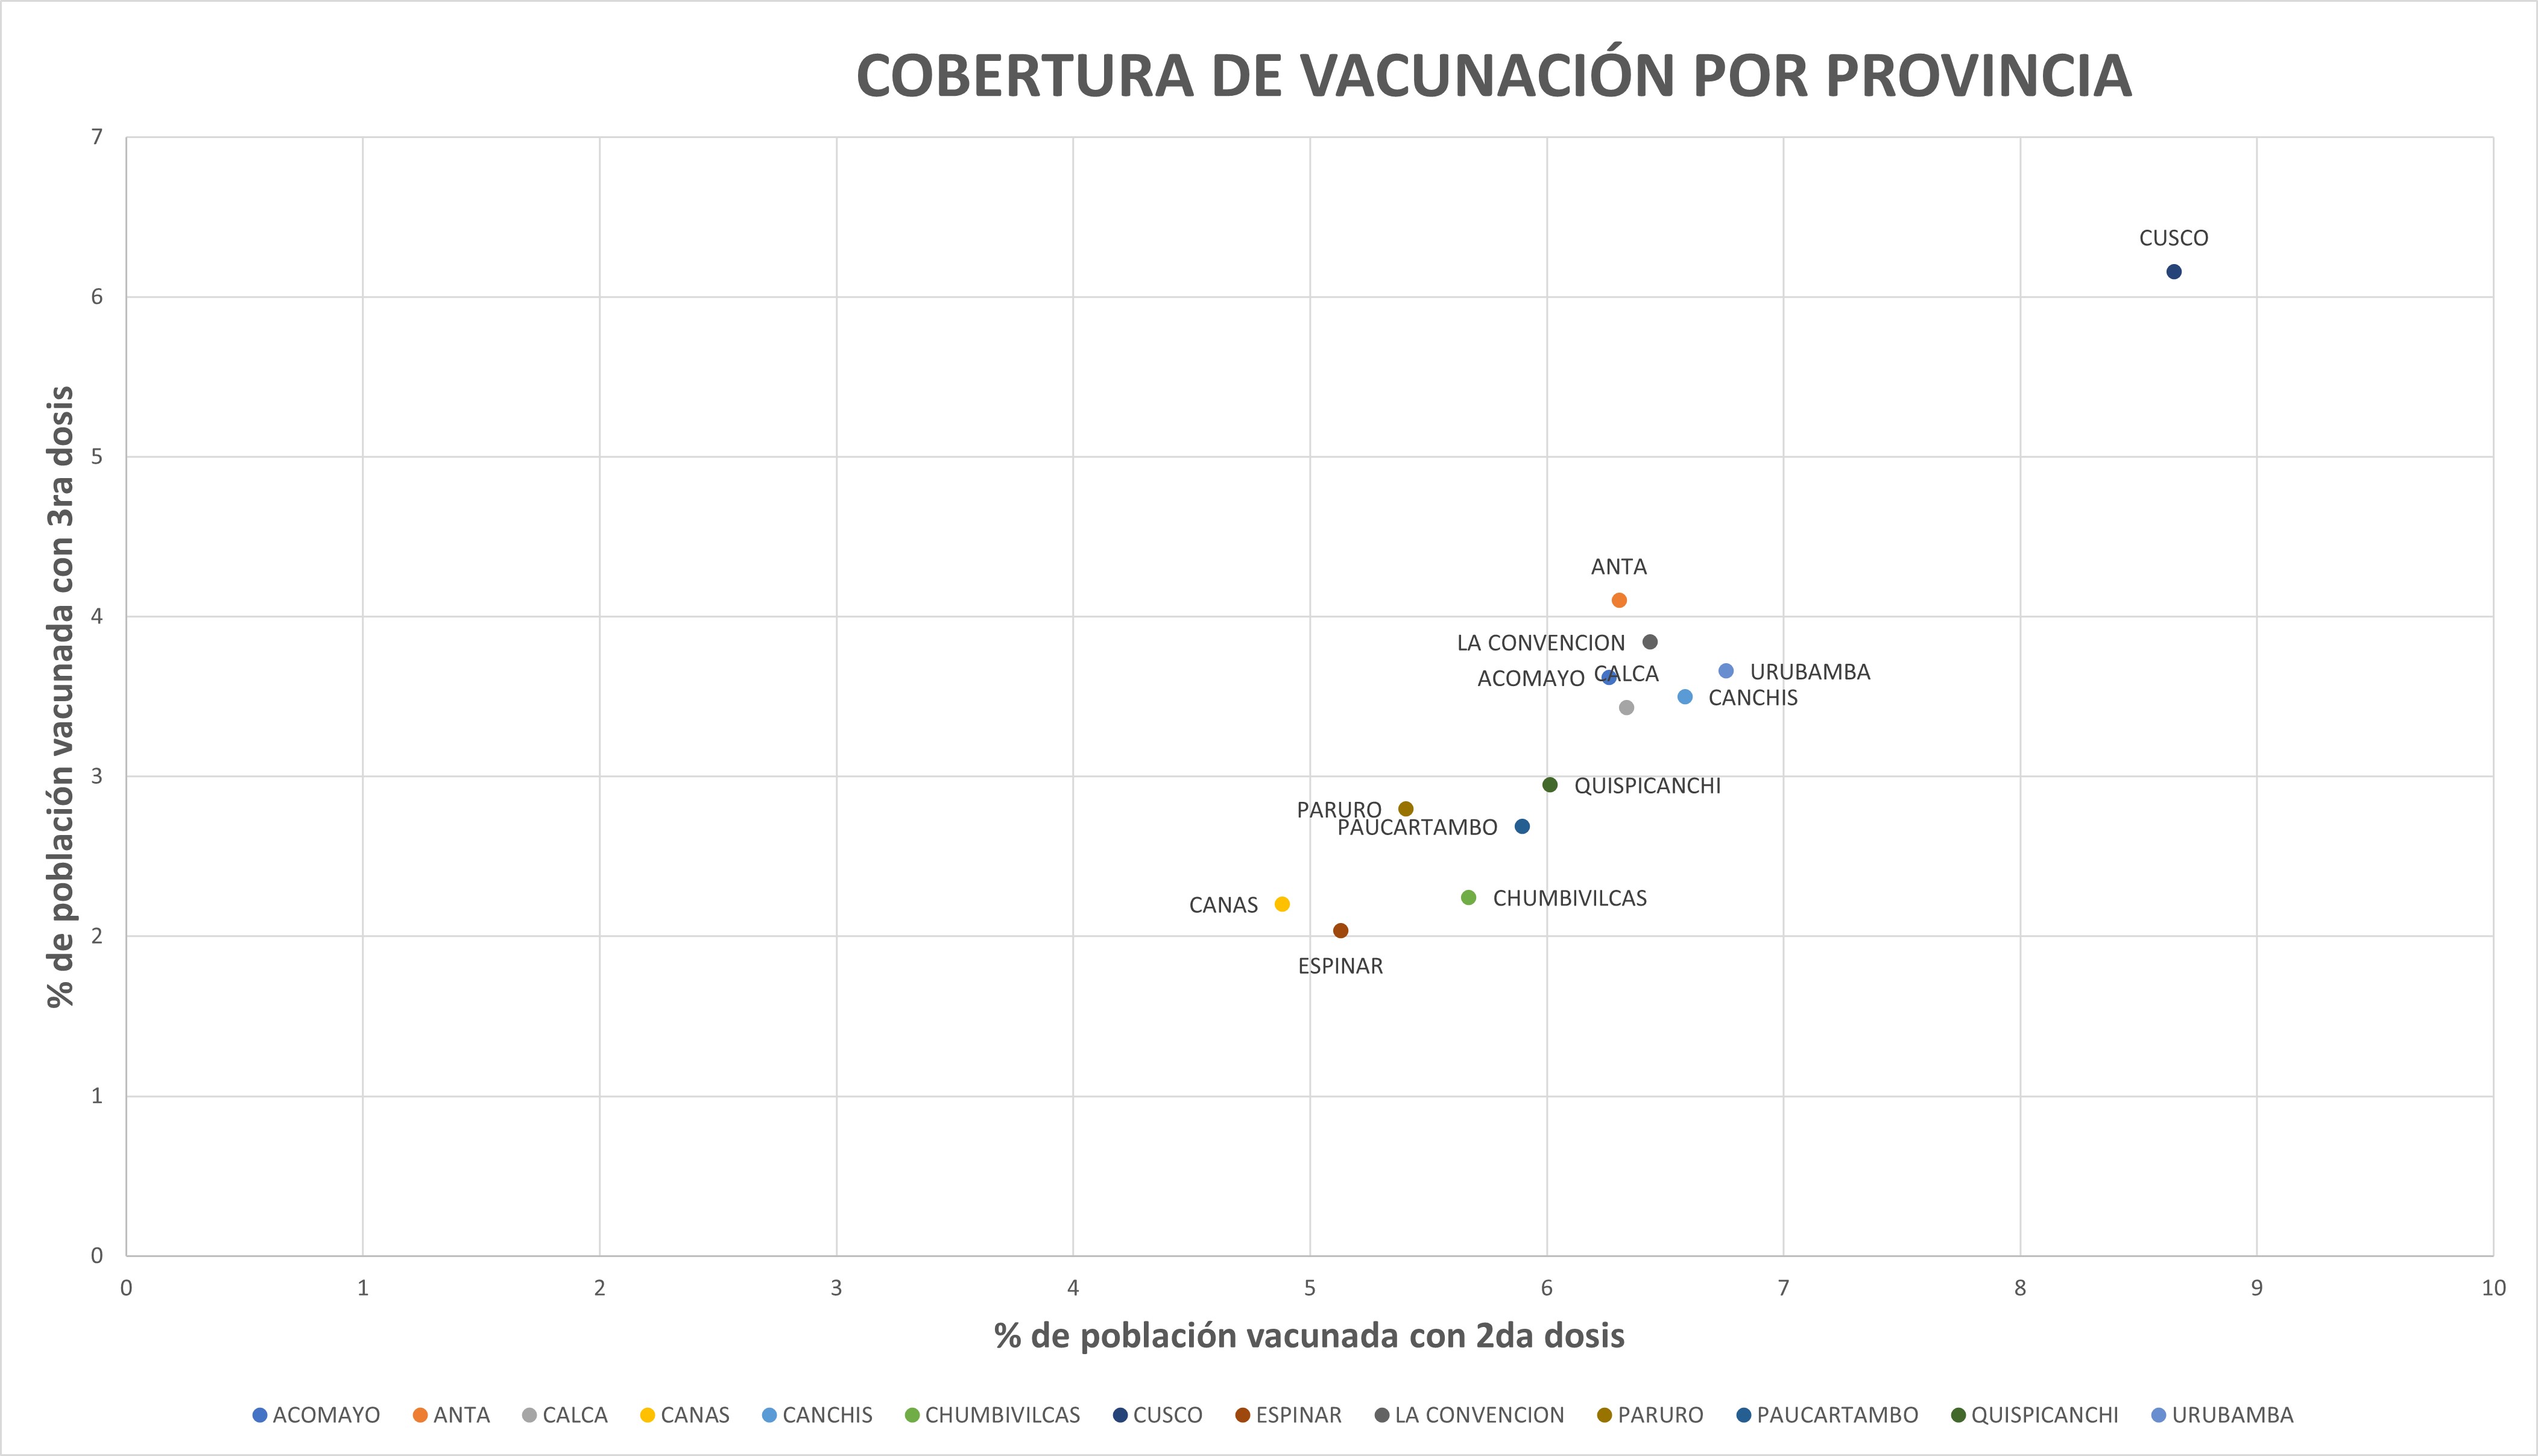 COBERTURA DE VACUNACIÓN POR PROVINCIA
% de población vacunada con 3ra dosis
7
6
5
4
3
2
1
0
CUSCO
ANTA
LA CONVENCION
ACOMAYO
CALCA
URUBAMBA
CANCHIS
QUISPICANCHI
PARURO
PAUCARTAMBO
CANAS
CHUMBIVILCAS
ESPINAR
0 1 2 3 4 5 6 7 8 9 10
% de población vacunada con 2da dosis
ACOMAYO ANTA CALCA CANAS CANCHIS CHUMBIVILCAS CUSCO ESPINAR LA CONVENCION PARURO PAUCARTAMBO QUISPICANCHI URUBAMBA